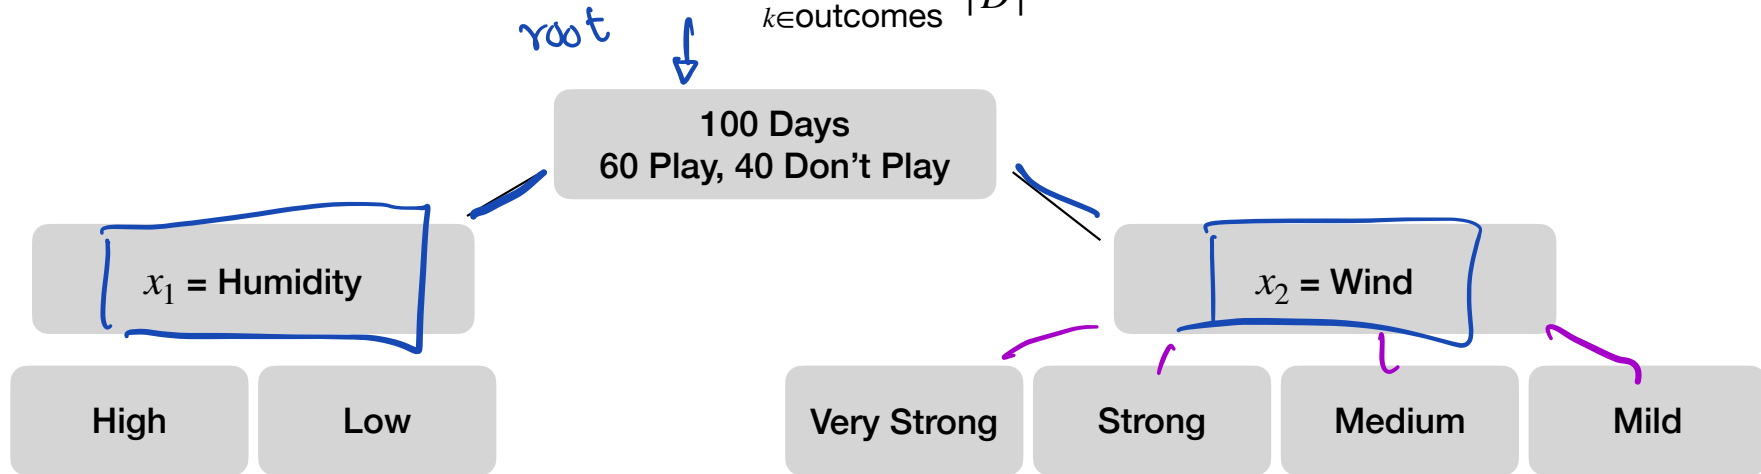 k∈outcomes |D|
root
100 Days
60 Play, 40 Don’t Play
x₁ = Humidity
x₂ = Wind
High
Low
Very Strong
Strong
Medium
Mild